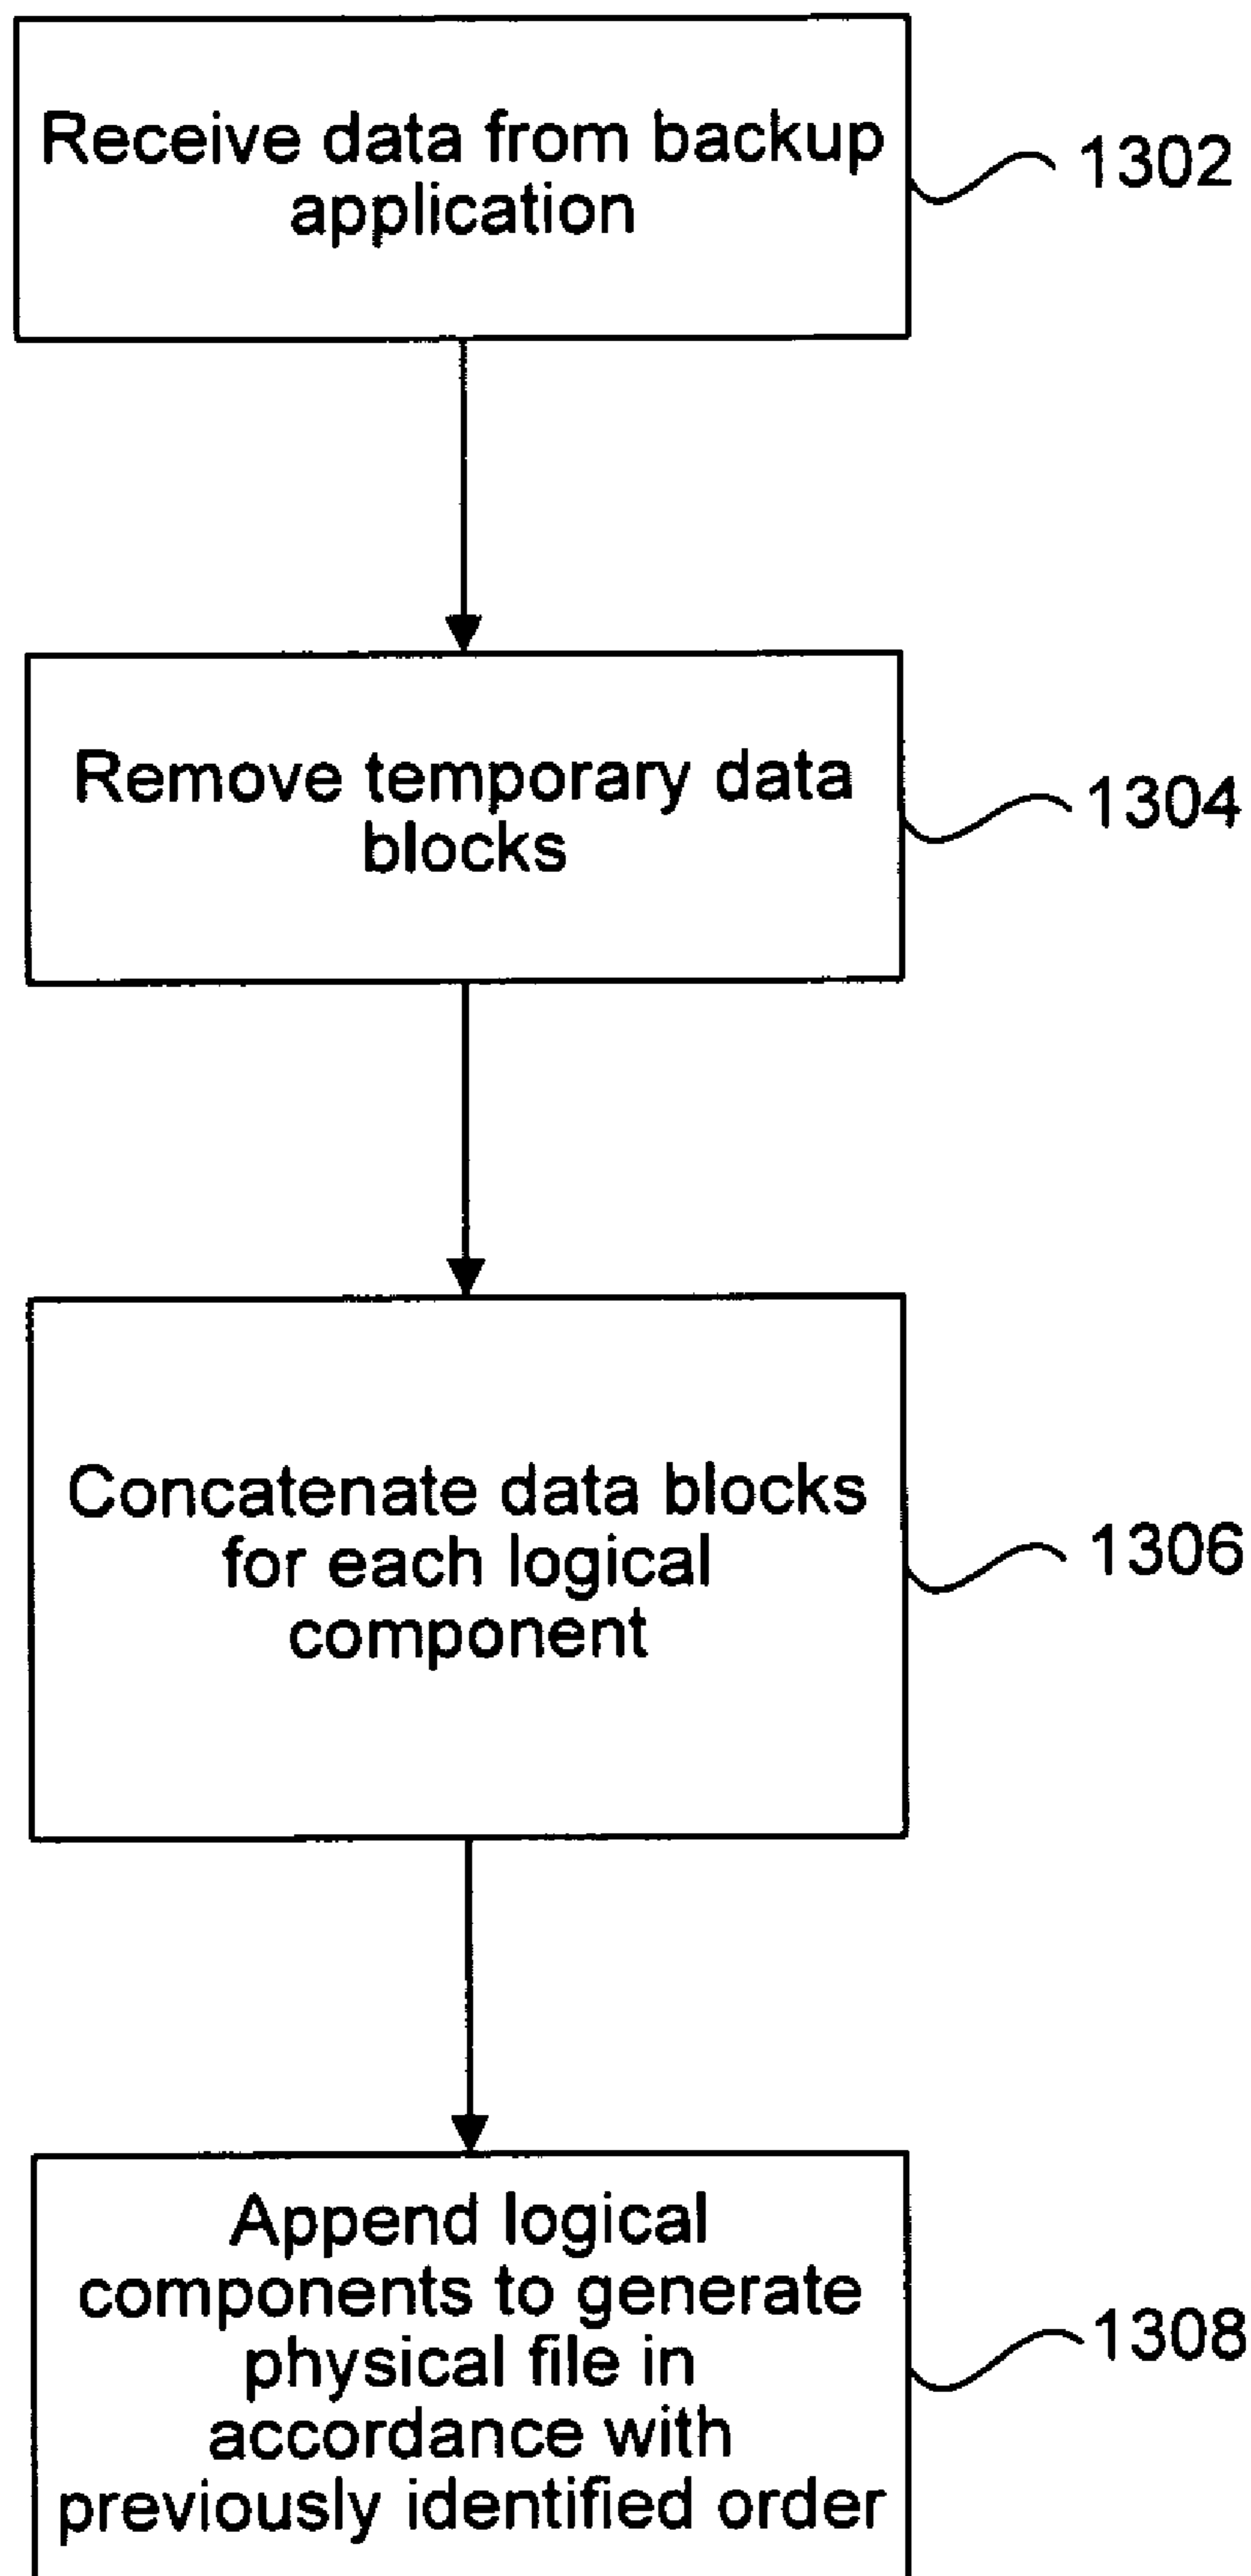 Receive data from backup
application
1302
Remove temporary data
blocks
1304
Concatenate data blocks
for each logical
component
1306
Append logical
components to generate
physical file in
accordance with
previously identified order
1308